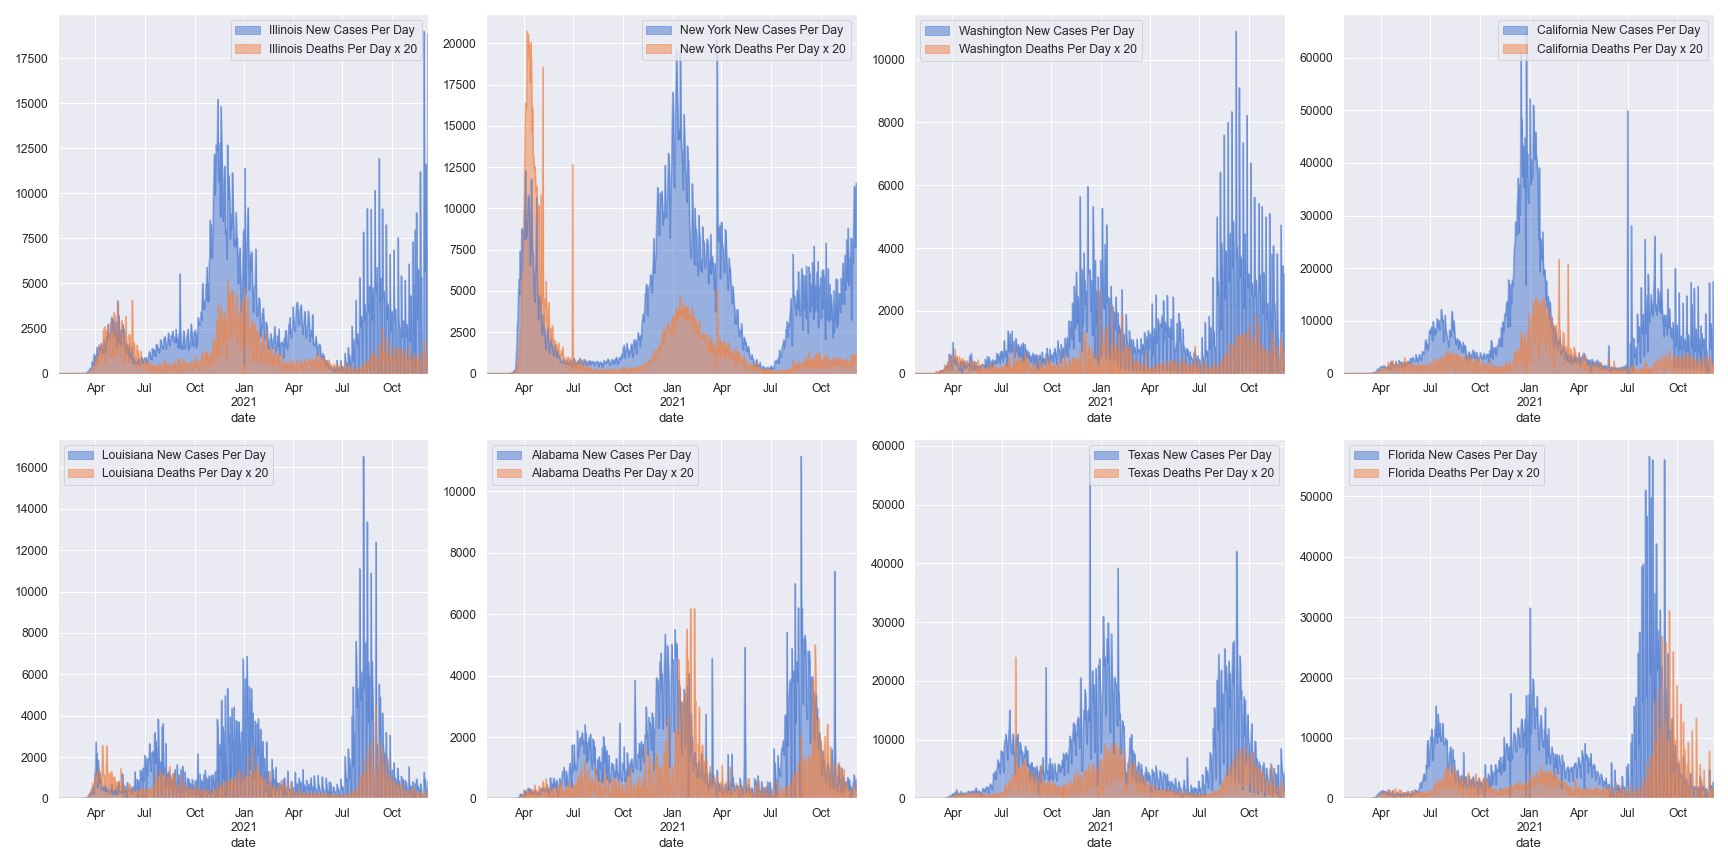 Illinois New Cases Per Day
Illinois Deaths Per Day x 20
17500
15000
12500
10000
7500
5000
2500
0
Apr Jul Oct Jan Apr Jul Oct
2021
date
New York New Cases Per Day
New York Deaths Per Day x 20
20000
17500
15000
12500
10000
7500
5000
2500
0
Apr Jul Oct Jan Apr Jul Oct
2021
date
Washington New Cases Per Day
Washington Deaths Per Day x 20
10000
8000
6000
4000
2000
0
Apr Jul Oct Jan Apr Jul Oct
2021
date
California New Cases Per Day
California Deaths Per Day x 20
60000
50000
40000
30000
20000
10000
0
Apr Jul Oct Jan Apr Jul Oct
2021
date
Louisiana New Cases Per Day
Louisiana Deaths Per Day x 20
16000
14000
12000
10000
8000
6000
4000
2000
0
Apr Jul Oct Jan Apr Jul Oct
2021
date
Alabama New Cases Per Day
Alabama Deaths Per Day x 20
10000
8000
6000
4000
2000
0
Apr Jul Oct Jan Apr Jul Oct
2021
date
Texas New Cases Per Day
Texas Deaths Per Day x 20
60000
50000
40000
30000
20000
10000
0
Apr Jul Oct Jan Apr Jul Oct
2021
date
Florida New Cases Per Day
Florida Deaths Per Day x 20
50000
40000
30000
20000
10000
0
Apr Jul Oct Jan Apr Jul Oct
2021
date